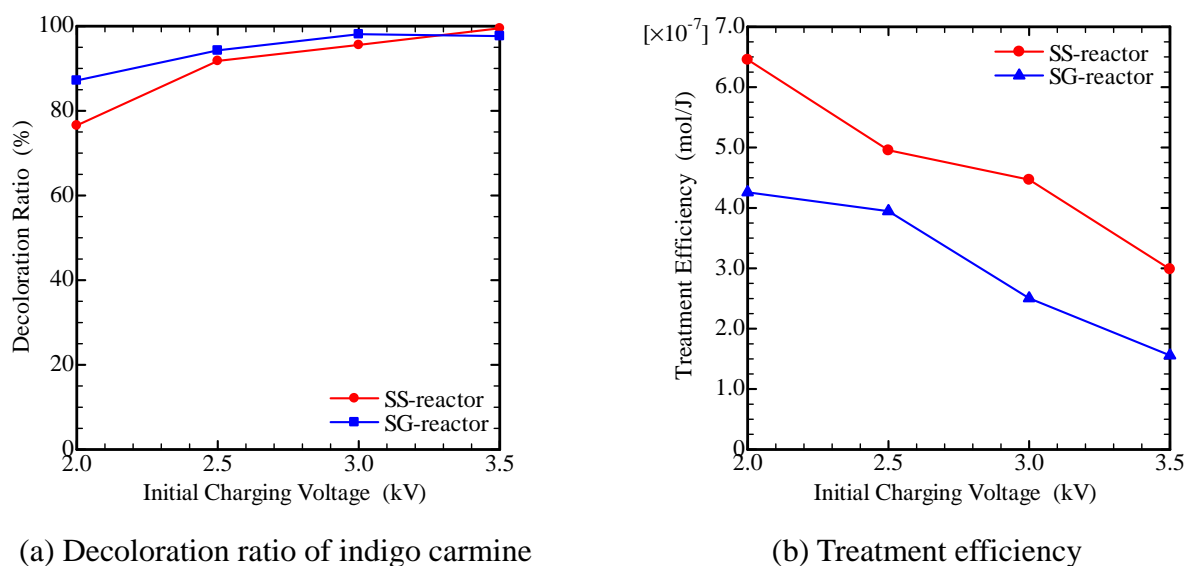 100
80
60
40
20
0
Decoloration Ratio (%)
SS-reactor
SG-reactor
2.0 2.5 3.0 3.5
Initial Charging Voltage (kV)
(a) Decoloration ratio of indigo carmine
[×10⁻⁷] 7.0
6.0
5.0
4.0
3.0
2.0
1.0
0
Treatment Efficiency (mol/J)
SS-reactor
SG-reactor
2.0 2.5 3.0 3.5
Initial Charging Voltage (kV)
(b) Treatment efficiency